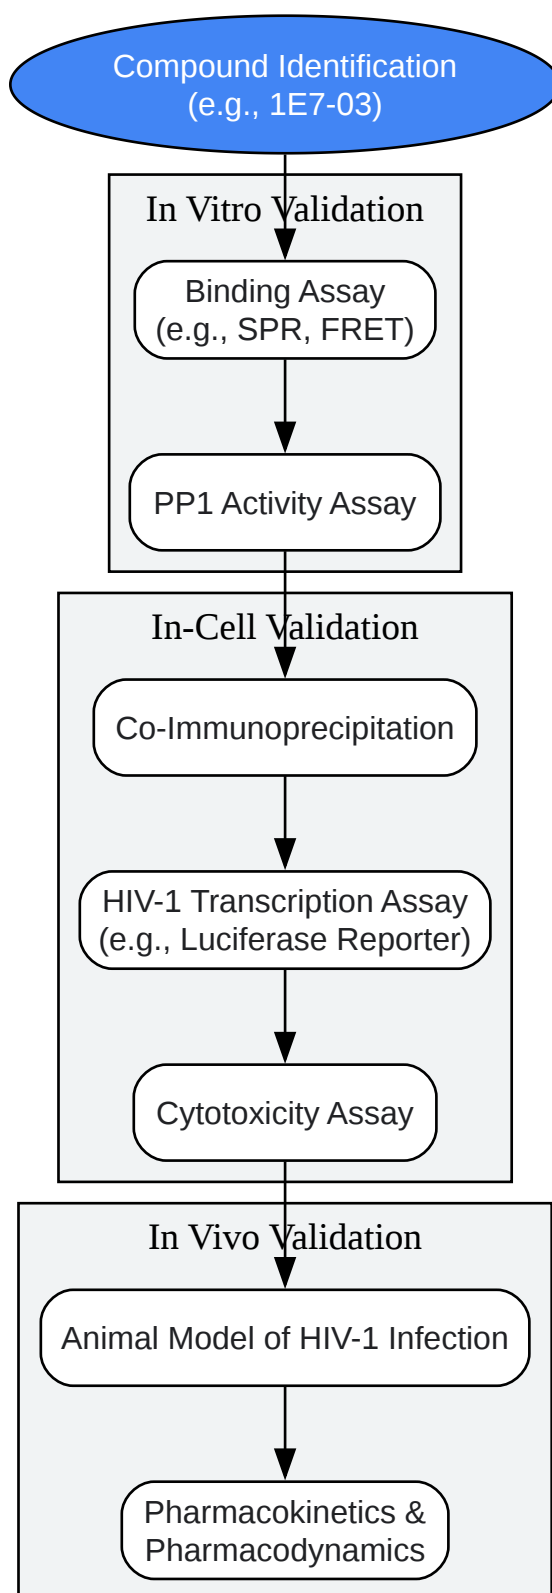 Compound Identification
(e.g., 1E7-03)
In Vitro Validation
Binding Assay
(e.g., SPR, FRET)
PP1 Activity Assay
In-Cell Validation
Co-Immunoprecipitation
HIV-1 Transcription Assay
(e.g., Luciferase Reporter)
Cytotoxicity Assay
In Vivo Validation
Animal Model of HIV-1 Infection
Pharmacokinetics &
Pharmacodynamics